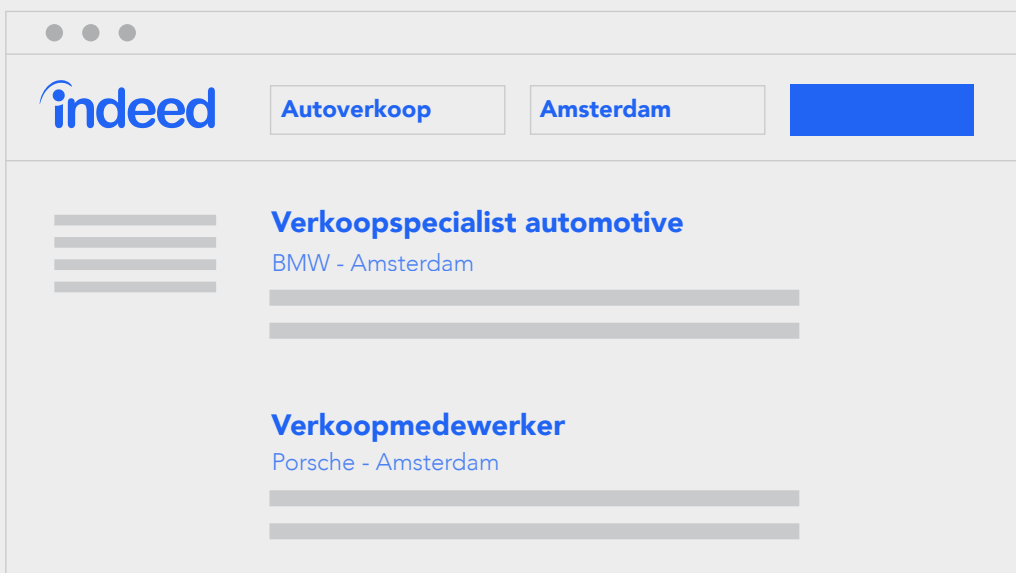 indeed
Autoverkoop
Amsterdam
Verkoopspecialist automotive
BMW - Amsterdam
Verkoopmedewerker
Porsche - Amsterdam